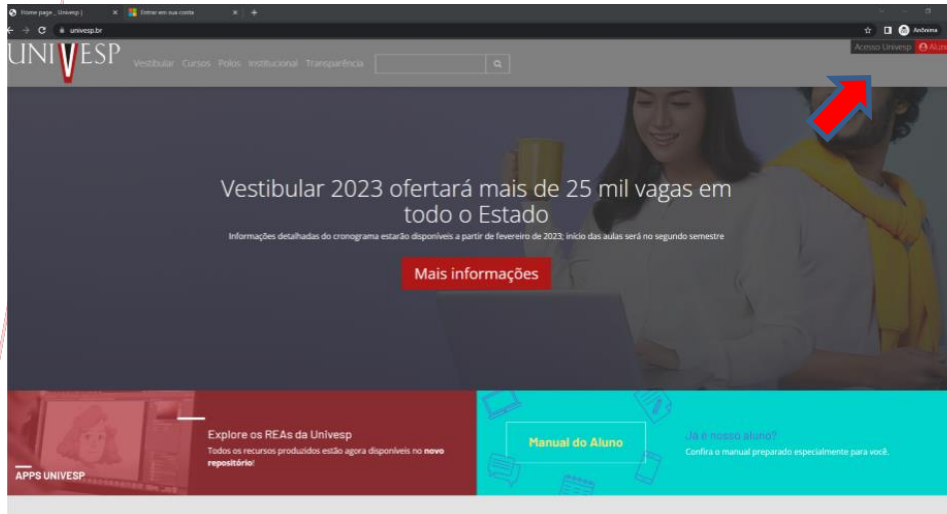 Home page _ Univesp |
Entrar em sua conta
univesp.br
Anônima
UNIVESP
Vestibular Cursos Polos Institucional Transparência
Acesso Univesp
Vestibular 2023 ofertará mais de 25 mil vagas em
todo o Estado
Informações detalhadas do cronograma estarão disponíveis a partir de fevereiro de 2023; início das aulas será no segundo semestre
Mais informações
APPS UNIVESP
Explore os REAs da Univesp
Todos os recursos produzidos estão agora disponíveis no novo
repositório!
Manual do Aluno
Já é nosso aluno?
Confira o manual preparado especialmente para você.